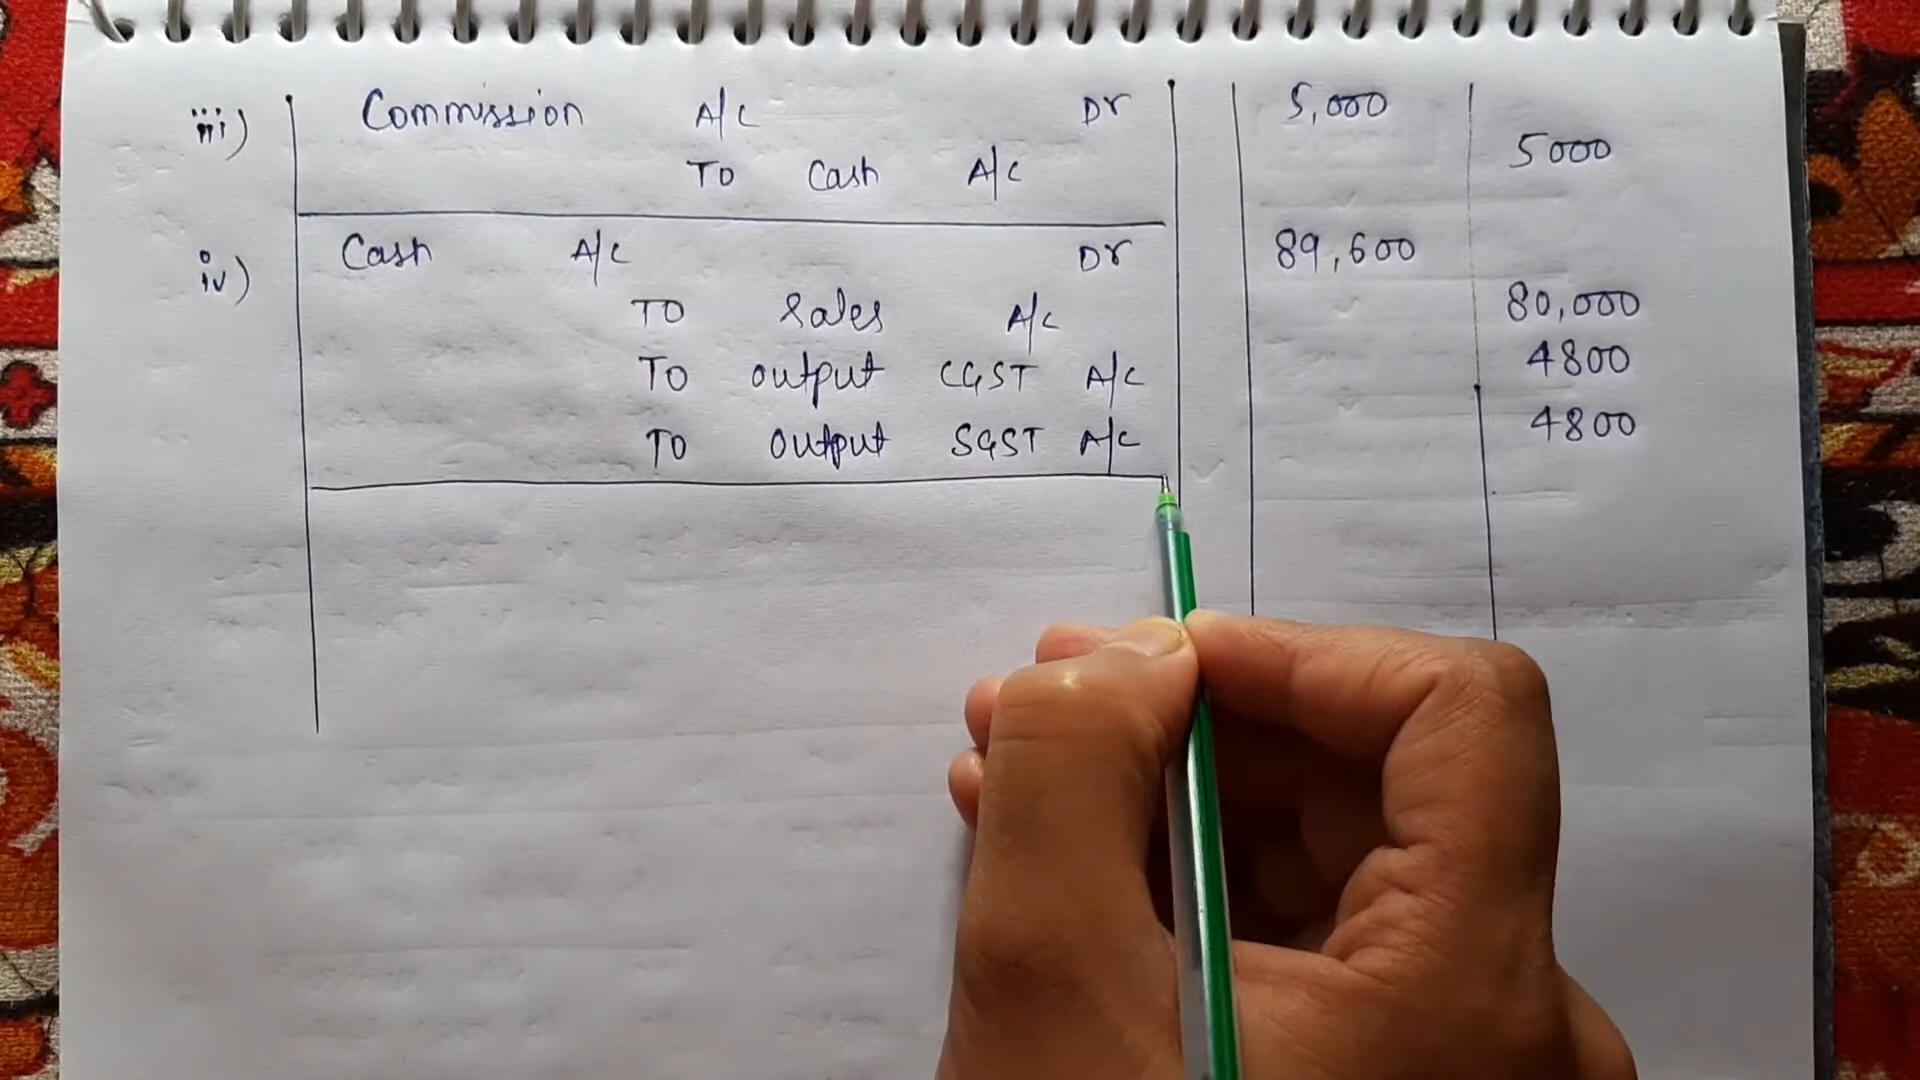 iii) Commission A/C Dr 5,000
To Cash A/C 5000
iv) Cash A/C Dr 89,600
To Sales A/C 80,000
To output CGST A/C 4800
To output SGST A/C 4800